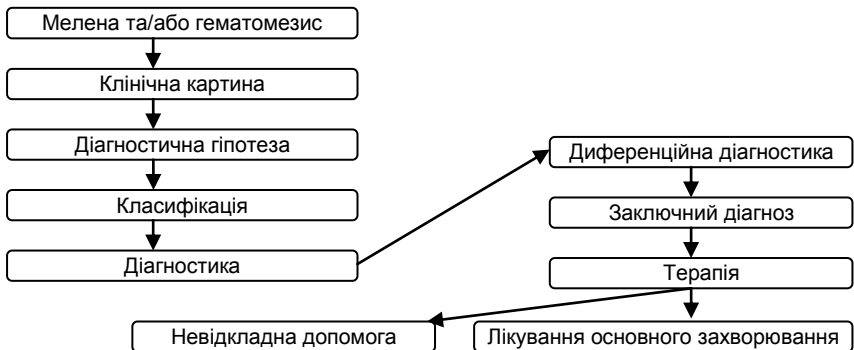 Мелена та/або гематомезис
Клінічна картина
Діагностична гіпотеза
Класифікація
Діагностика
Диференційна діагностика
Заключний діагноз
Терапія
Невідкладна допомога
Лікування основного захворювання